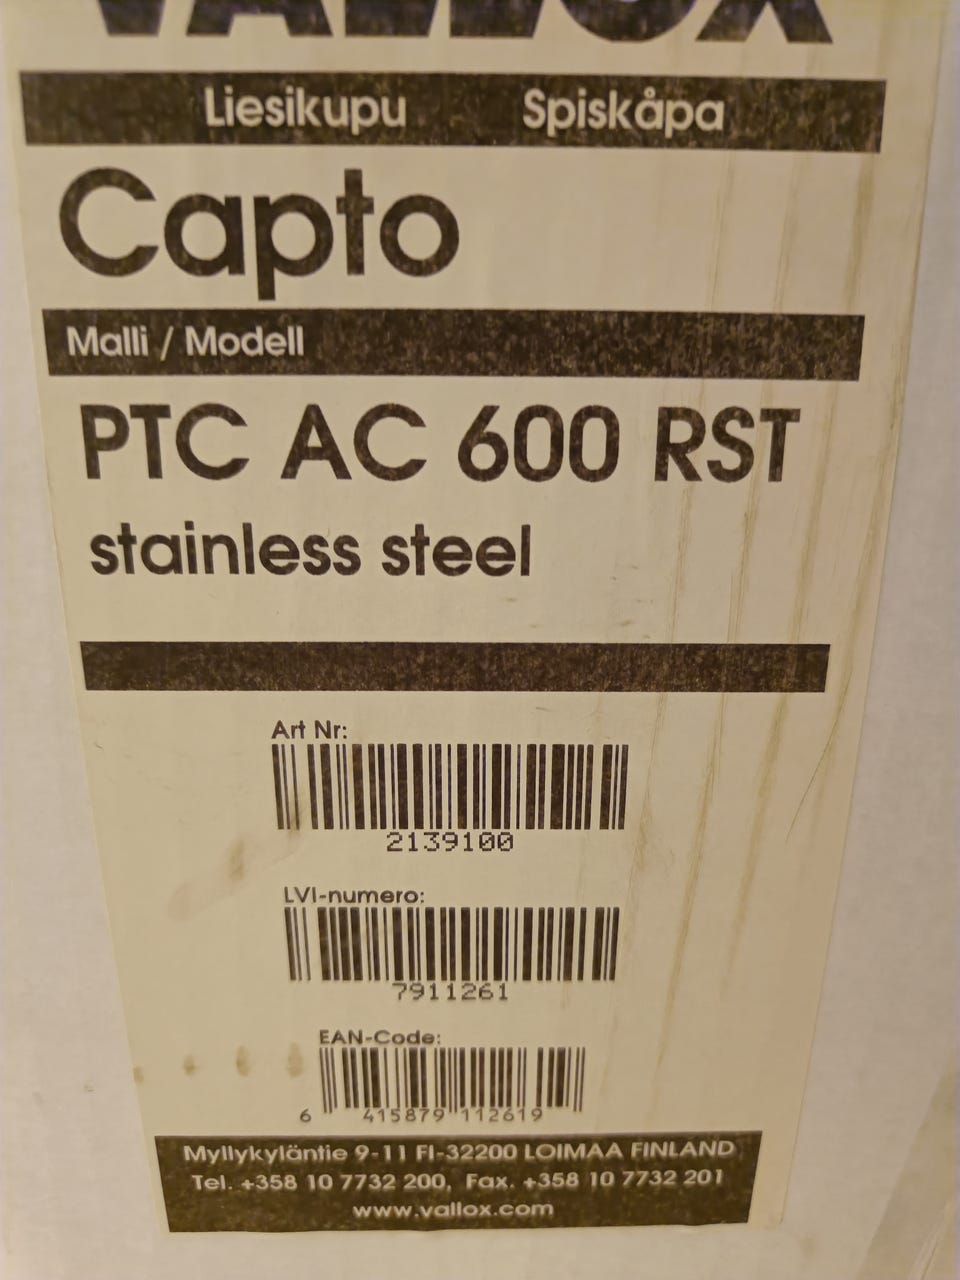 VALLOX
Liesikupu Spiskåpa
Capto
Malli / Modell
PTC AC 600 RST
stainless steel
Art Nr:
2139100
LVI-numero:
7911261
EAN-Code:
6 415879 112619
Myllykyläntie 9-11 FI-32200 LOIMAA FINLAND
Tel. +358 10 7732 200, Fax. +358 10 7732 201
www.vallox.com